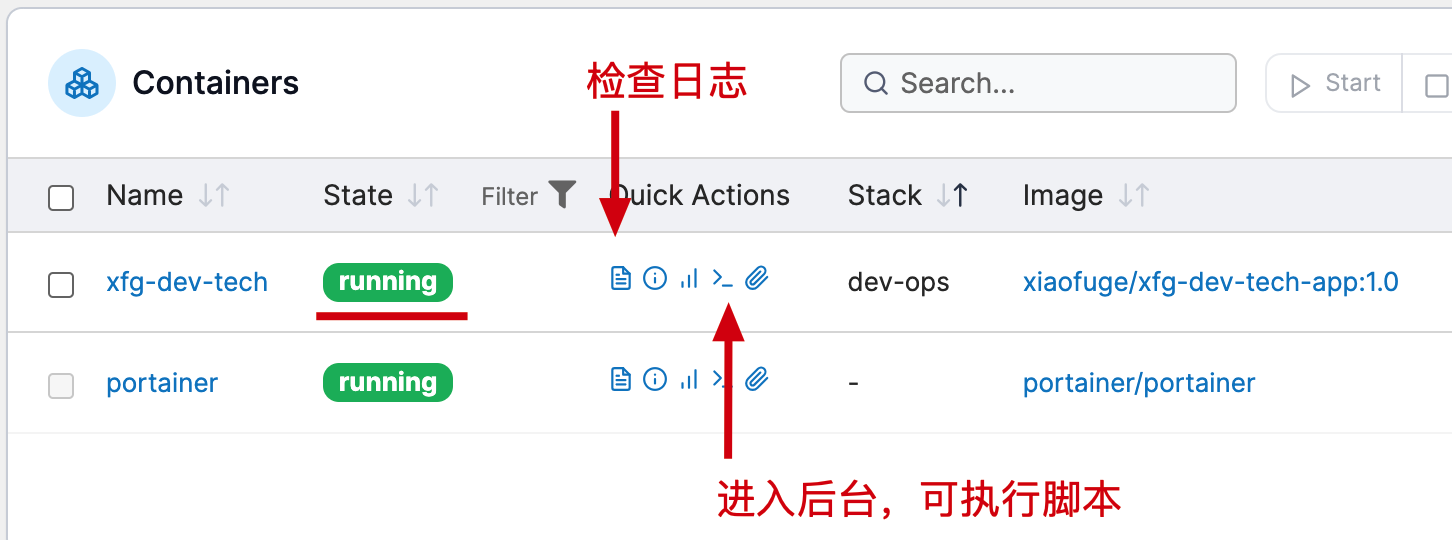 Containers
检查日志
Search...
Start
Name State Filter Quick Actions Stack Image
xfg-dev-tech running dev-ops xiaofuge/xfg-dev-tech-app:1.0
portainer running - portainer/portainer
进入后台，可执行脚本